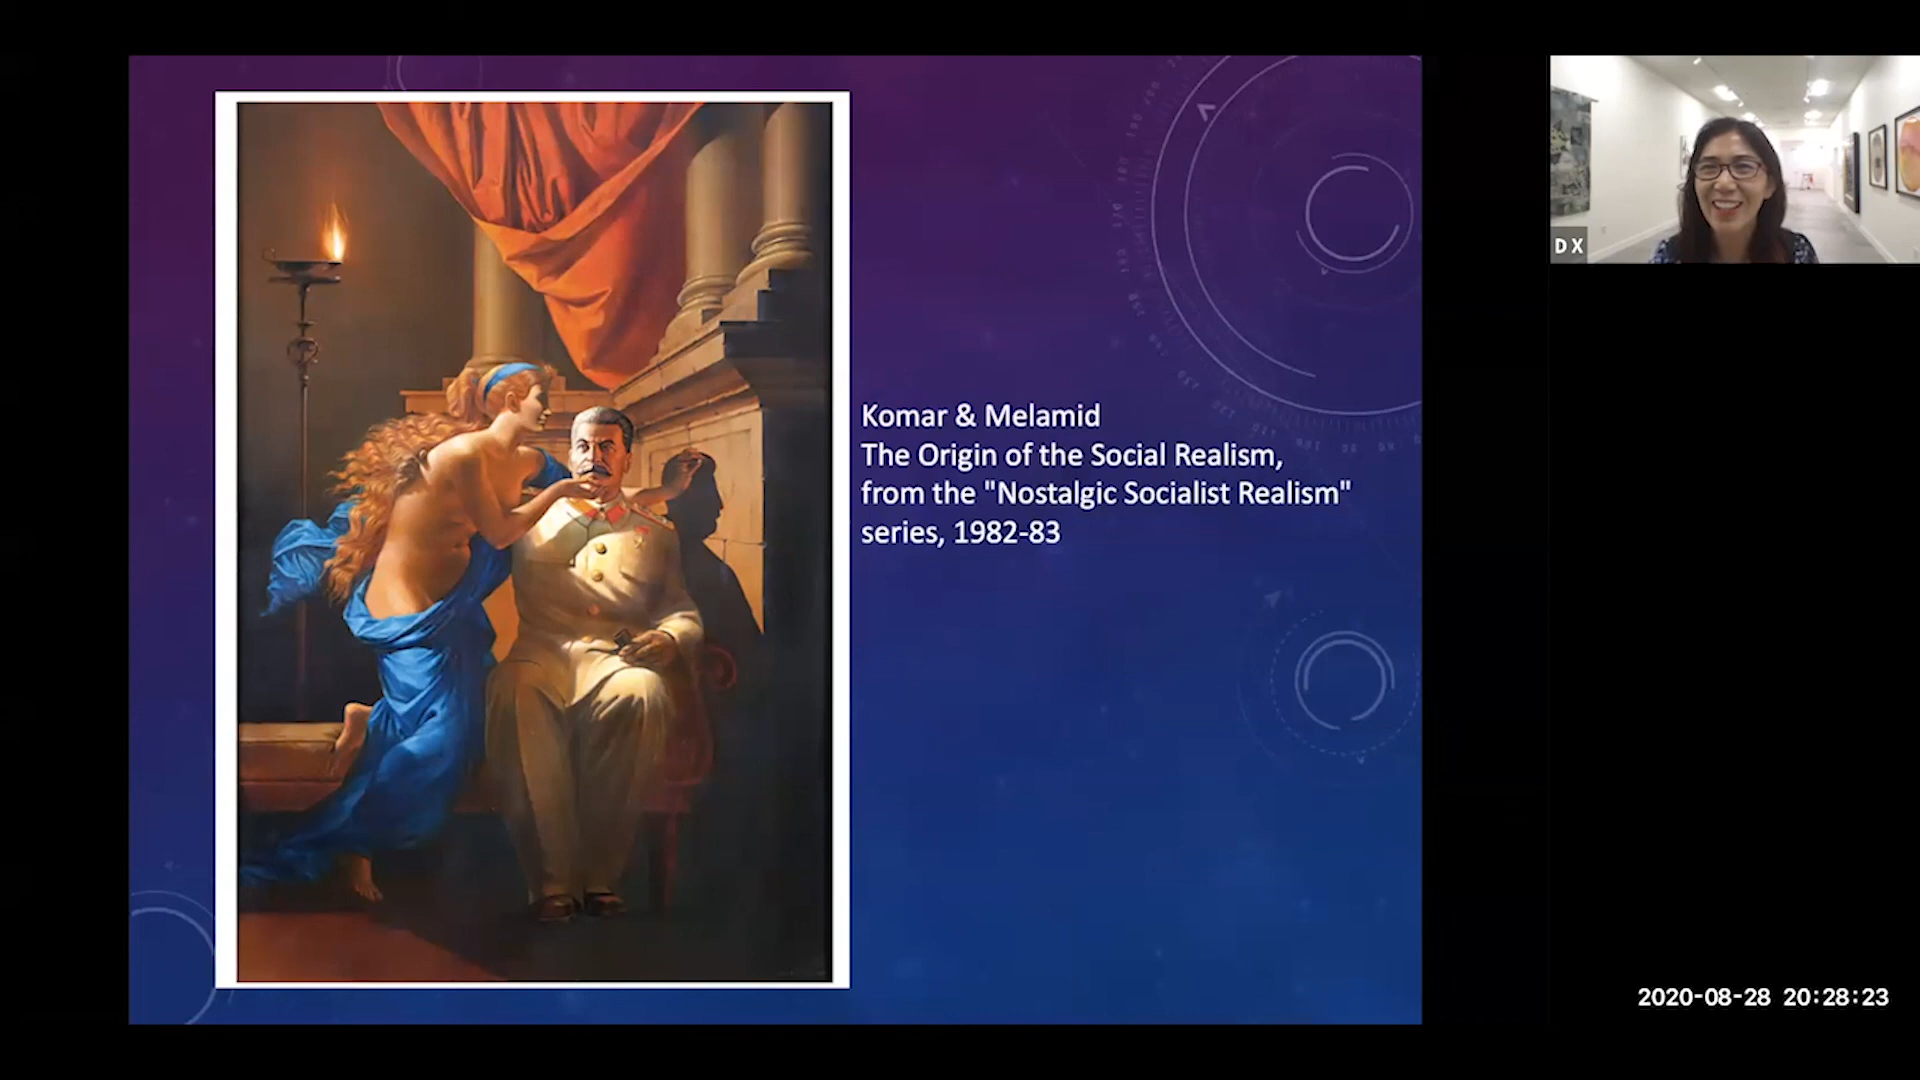 Komar & Melamid
The Origin of the Social Realism,
from the "Nostalgic Socialist Realism"
series, 1982-83
D X
2020-08-28 20:28:23